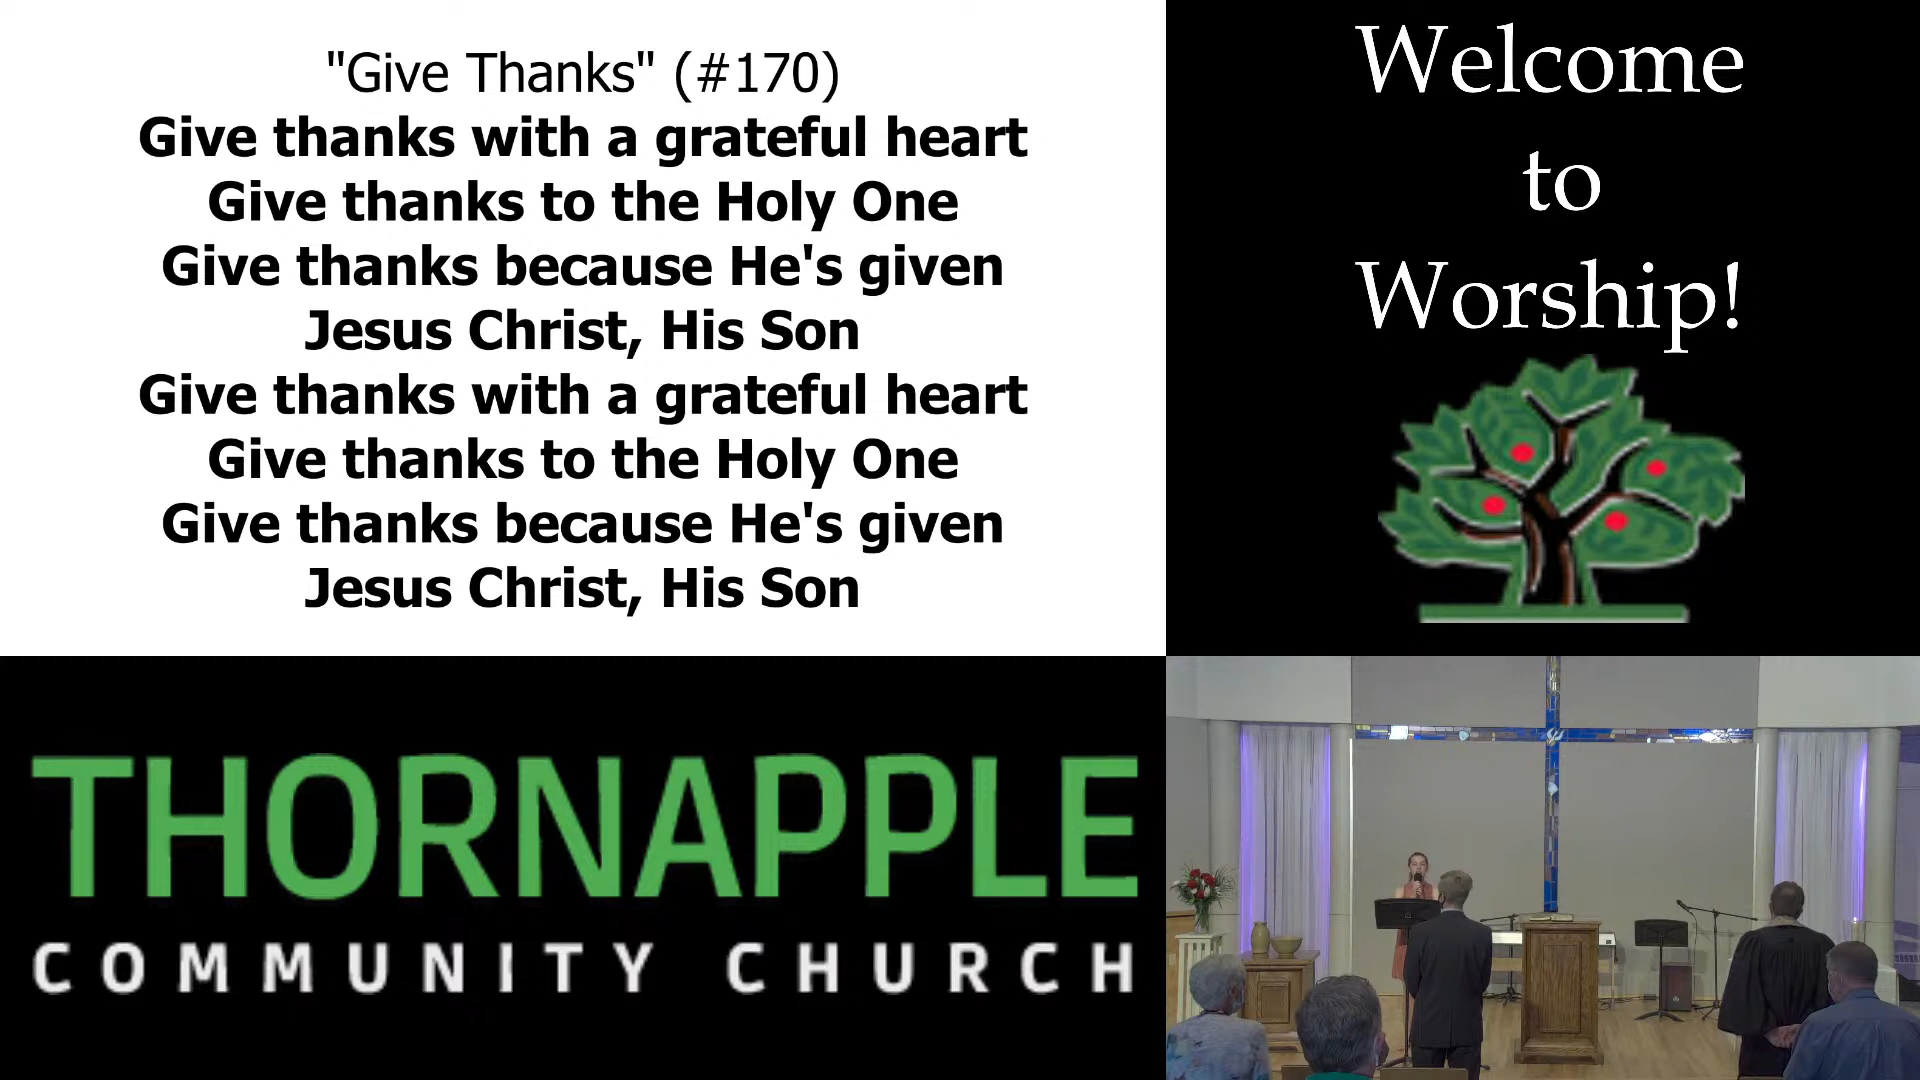 "Give Thanks" (#170)
Give thanks with a grateful heart
Give thanks to the Holy One
Give thanks because He's given
Jesus Christ, His Son
Give thanks with a grateful heart
Give thanks to the Holy One
Give thanks because He's given
Jesus Christ, His Son
Welcome
to
Worship!
THORNAPPLE
COMMUNITY CHURCH